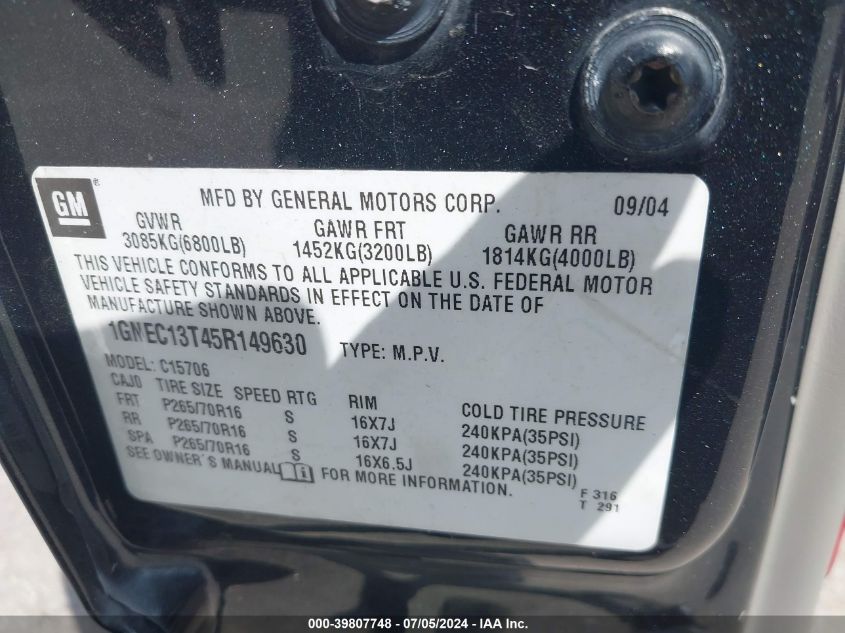 GM®
MFD BY GENERAL MOTORS CORP. 09/04
GVWR GAWR FRT GAWR RR
3085KG(6800LB) 1452KG(3200LB) 1814KG(4000LB)
THIS VEHICLE CONFORMS TO ALL APPLICABLE U.S. FEDERAL MOTOR
VEHICLE SAFETY STANDARDS IN EFFECT ON THE DATE OF
MANUFACTURE SHOWN ABOVE.
1GNEC13T45R149630 TYPE: M.P.V.
MODEL: C15706
CAJO TIRE SIZE SPEED RTG RIM COLD TIRE PRESSURE
FRT P265/70R16 S 16X7J 240KPA(35PSI)
RR P265/70R16 S 16X7J 240KPA(35PSI)
SPA P265/70R16 S 16X6.5J 240KPA(35PSI)
SEE OWNER'S MANUAL FOR MORE INFORMATION.
F 316
T 291
000-39807748 - 07/05/2024 - IAA Inc.